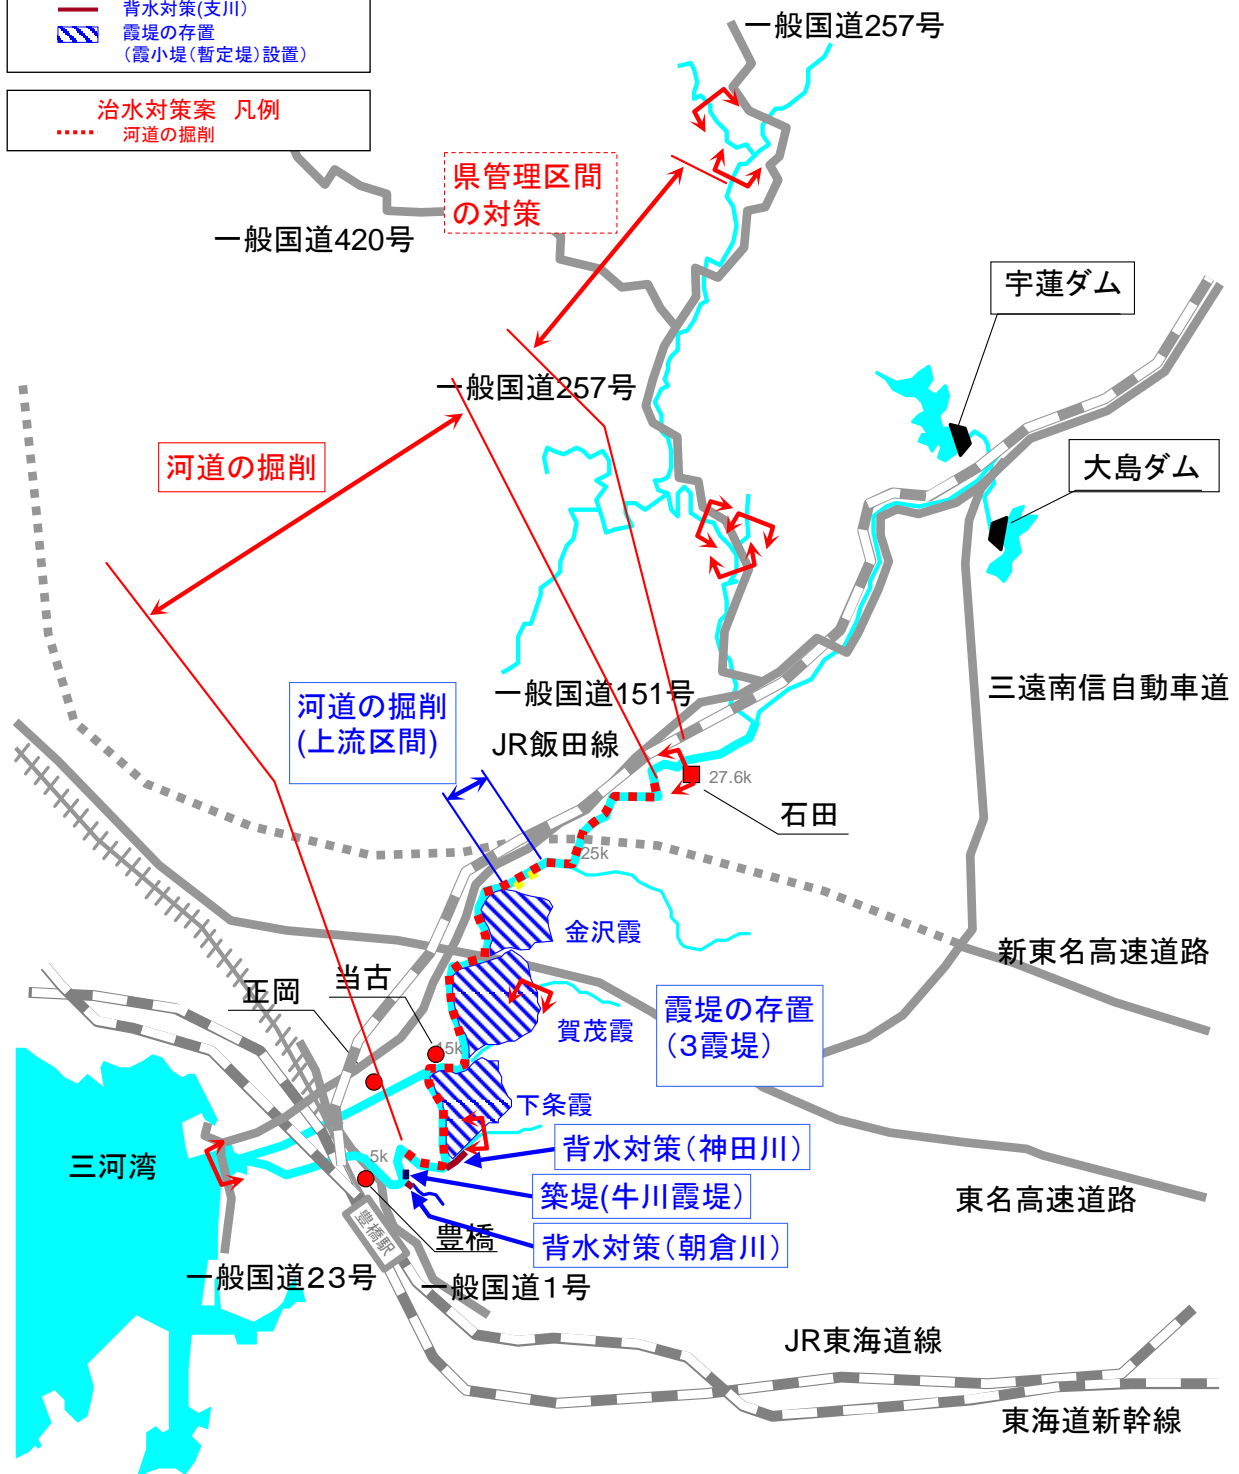 背水対策(支川)
霞堤の存置
(霞小堤(暫定堤)設置)
治水対策案 凡例
河道の掘削
一般国道257号
県管理区間
の対策
一般国道420号
宇蓮ダム
一般国道257号
大島ダム
河道の掘削
三遠南信自動車道
河道の掘削
(上流区間)
一般国道151号
JR飯田線
27.6k
石田
25k
金沢霞
新東名高速道路
当古
正岡
霞堤の存置
(3霞堤)
賀茂霞
15k
下条霞
背水対策(神田川)
5k
三河湾
築堤(牛川霞堤)
東名高速道路
豊橋駅
豊橋
背水対策(朝倉川)
一般国道23号
一般国道1号
JR東海道線
東海道新幹線